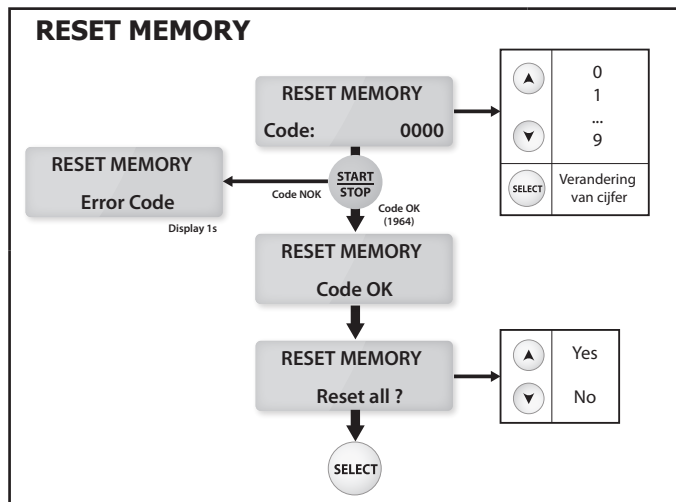 RESET MEMORY
RESET MEMORY
Code: 0000
0
1
...
9
SELECT
Verandering
van cijfer
START
STOP
Code NOK
RESET MEMORY
Error Code
Display 1s
Code OK
(1964)
RESET MEMORY
Code OK
RESET MEMORY
Reset all ?
Yes
No
SELECT